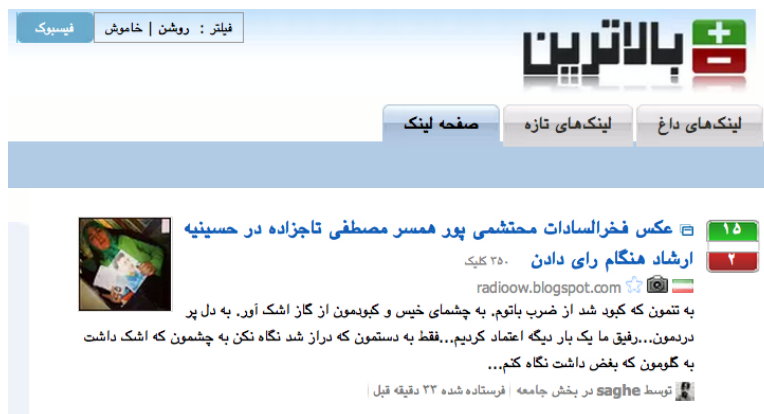 فیلتر : روشن | خاموش
فیسبوک
بالاترین
لینک‌های داغ
لینک‌های تازه
صفحه لینک
۱۵
۲
عکس فخرالسادات محتشمی پور همسر مصطفی تاجزاده در حسینیه
ارشاد هنگام رای دادن ۳۵۰ کلیک
radioow.blogspot.com
به تنمون که کبود شد از ضرب باتوم. به چشمای خیس و کبودمون از گاز اشک آور. به دل پر
دردمون...رفیق ما یک بار دیگه اعتماد کردیم...فقط به دستمون که دراز شد نگاه نکن به چشمون که اشک داشت
به گلومون که بغض داشت نگاه کنم...
توسط saghe در بخش جامعه | فرستاده شده ۳۳ دقیقه قبل |